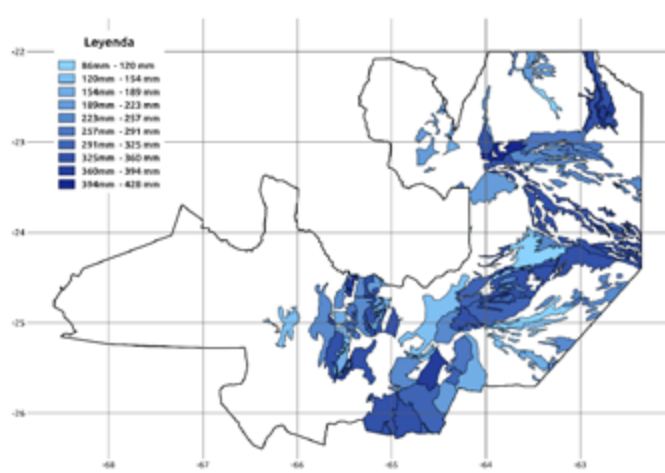 Leyenda
86mm - 120 mm
120mm - 154 mm
154mm - 189 mm
189mm - 223 mm
223mm - 257 mm
257mm - 291 mm
291mm - 325 mm
325mm - 360 mm
360mm - 394 mm
394mm - 428 mm
-22
-23
-24
-25
-26
-68
-67
-66
-65
-64
-63